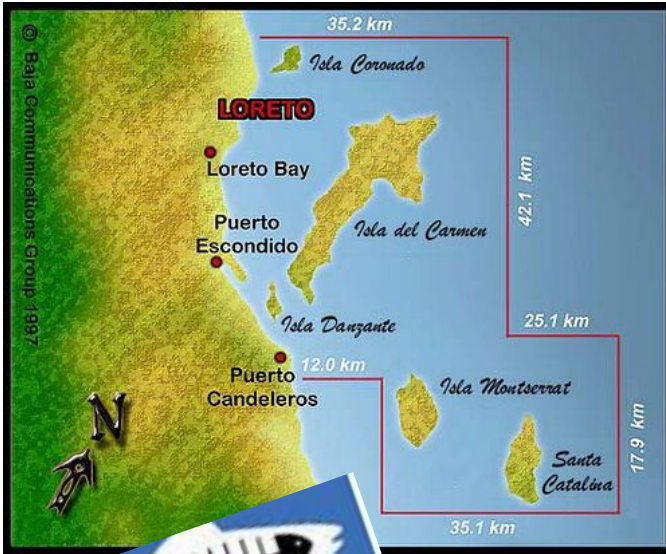 35.2 km
Isla Coronado
© Baja Communications Group 1997
LORETO
Loreto Bay
42.1 km
Isla del Carmen
Puerto
Escondido
Isla Danzante
25.1 km
12.0 km
Puerto
Candeleros
Isla Montserrat
N
17.9 km
Santa
Catalina
35.1 km